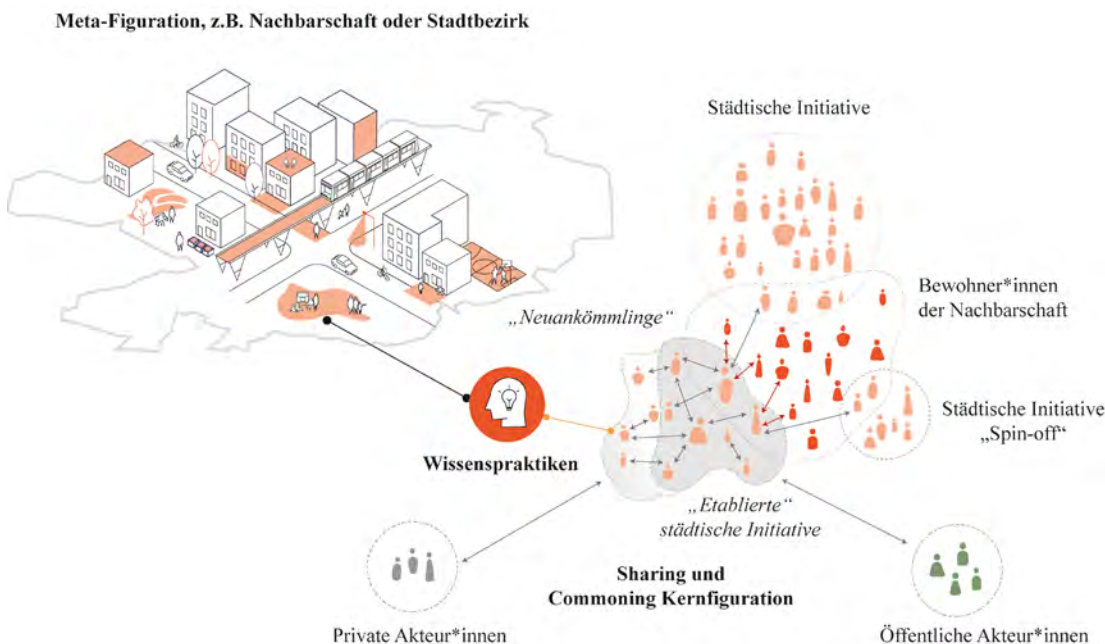 Meta-Figuration, z.B. Nachbarschaft oder Stadtbezirk
Städtische Initiative
Bewohner*innen
der Nachbarschaft
„Neuankömmlinge“
Städtische Initiative
„Spin-off“
Wissenspraktiken
„Etablierte“
städtische Initiative
Sharing und
Commoning Kernfiguration
Private Akteur*innen
Öffentliche Akteur*innen